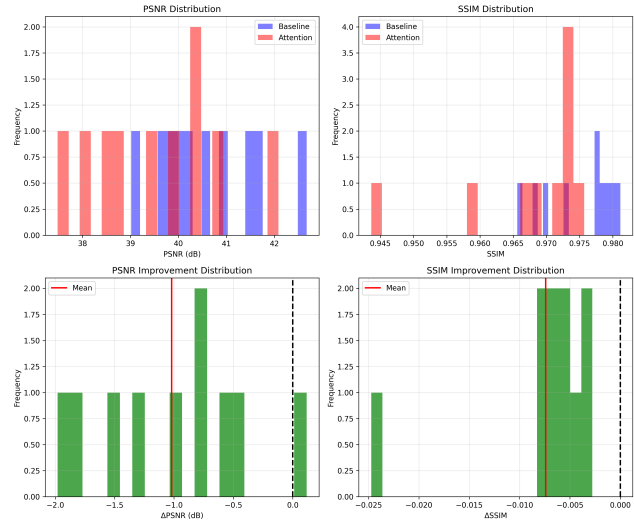 PSNR Distribution
Baseline
Attention
Frequency
2.00
1.75
1.50
1.25
1.00
0.75
0.50
0.25
0.00
38 39 40 41 42
PSNR (dB)
SSIM Distribution
Baseline
Attention
Frequency
4.0
3.5
3.0
2.5
2.0
1.5
1.0
0.5
0.0
0.945 0.950 0.955 0.960 0.965 0.970 0.975 0.980
SSIM
PSNR Improvement Distribution
Mean
Frequency
2.00
1.75
1.50
1.25
1.00
0.75
0.50
0.25
0.00
−2.0 −1.5 −1.0 −0.5 0.0
ΔPSNR (dB)
SSIM Improvement Distribution
Mean
Frequency
2.00
1.75
1.50
1.25
1.00
0.75
0.50
0.25
0.00
−0.025 −0.020 −0.015 −0.010 −0.005 0.000
ΔSSIM